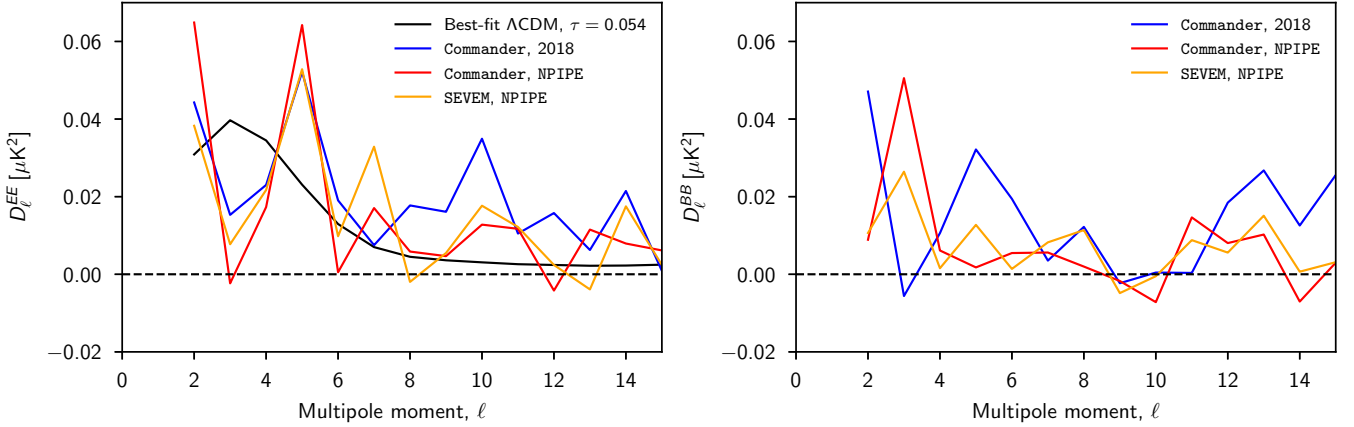 Best-fit ΛCDM, τ = 0.054
Commander, 2018
Commander, NPIPE
SEVEM, NPIPE
0.06
0.04
0.02
0.00
−0.02
D_ℓ^{EE} [μK²]
0 2 4 6 8 10 12 14
Multipole moment, ℓ
Commander, 2018
Commander, NPIPE
SEVEM, NPIPE
0.06
0.04
0.02
0.00
−0.02
D_ℓ^{BB} [μK²]
0 2 4 6 8 10 12 14
Multipole moment, ℓ